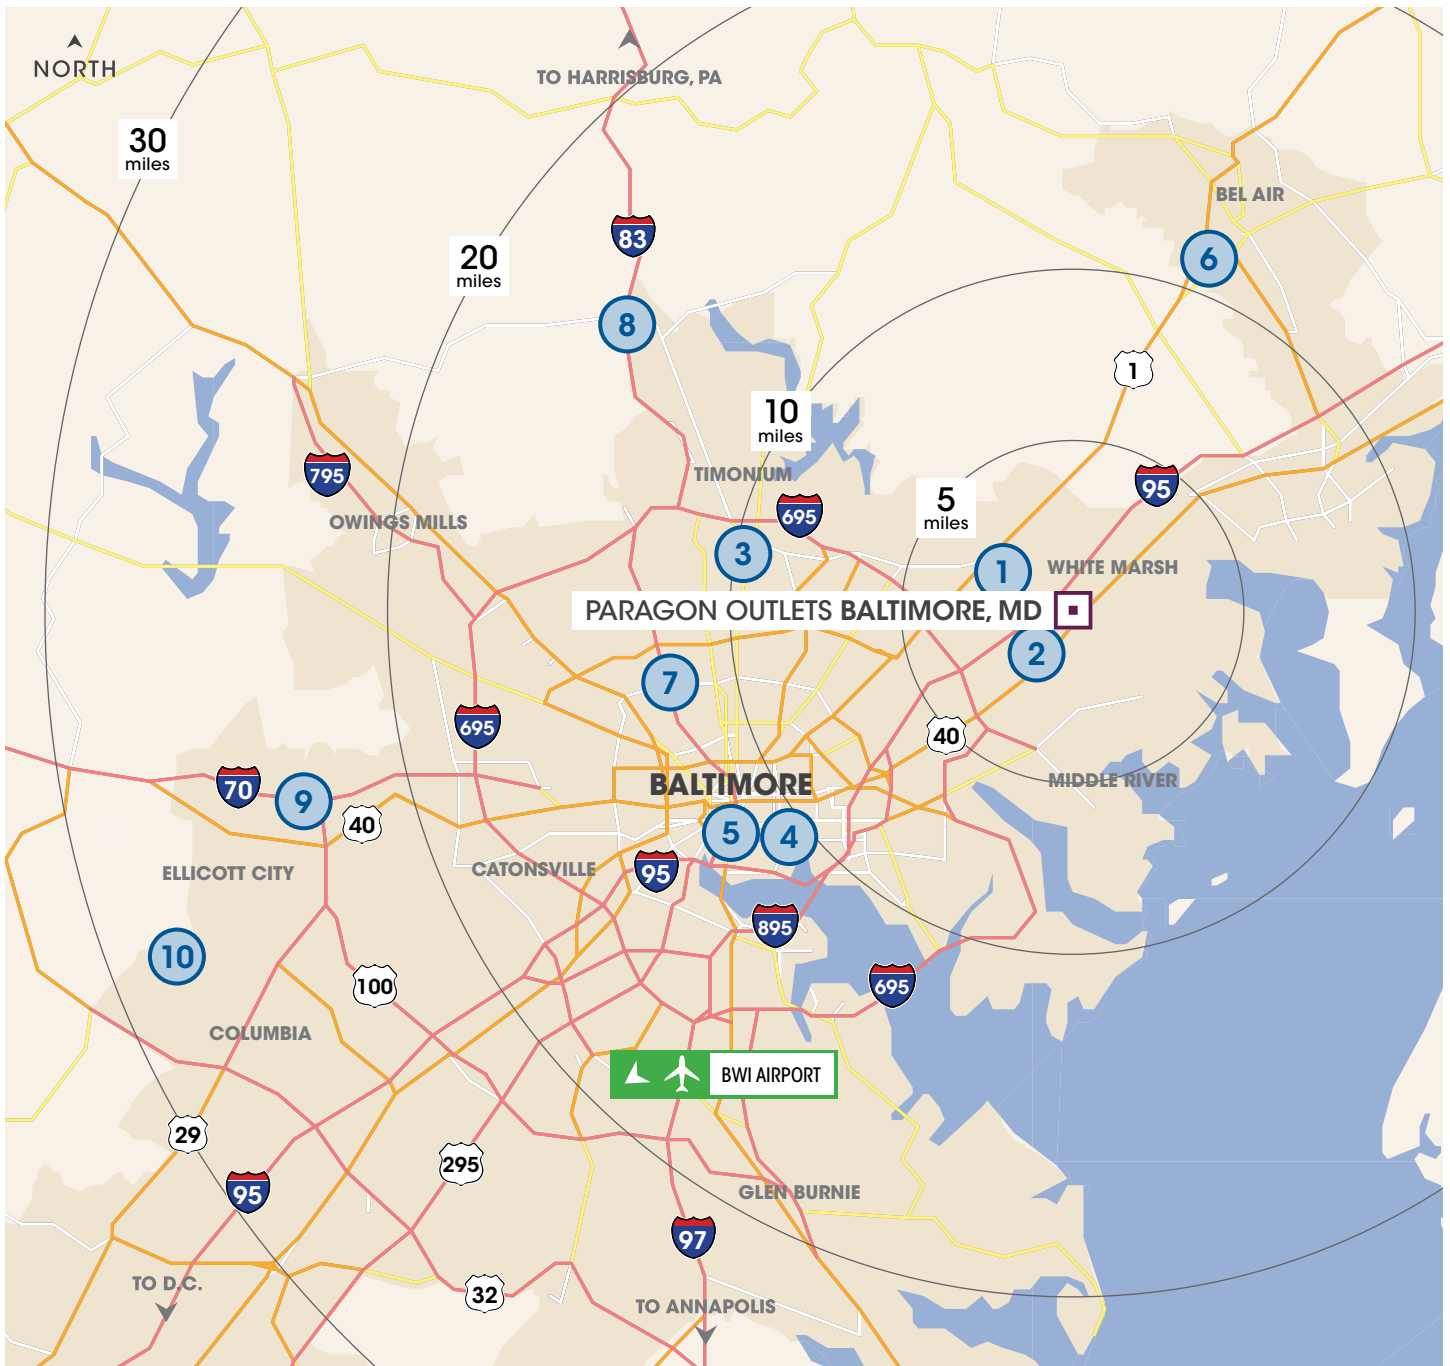 NORTH
TO HARRISBURG, PA
30
miles
BEL AIR
83
20
miles
6
8
1
10
miles
TIMONIUM
795
95
5
miles
695
OWINGS MILLS
3
1
WHITE MARSH
PARAGON OUTLETS BALTIMORE, MD
2
7
695
40
MIDDLE RIVER
70
BALTIMORE
9
40
5
4
ELLICOTT CITY
CATONSVILLE
95
895
10
100
695
COLUMBIA
BWI AIRPORT
29
295
95
GLEN BURNIE
97
TO D.C.
32
TO ANNAPOLIS